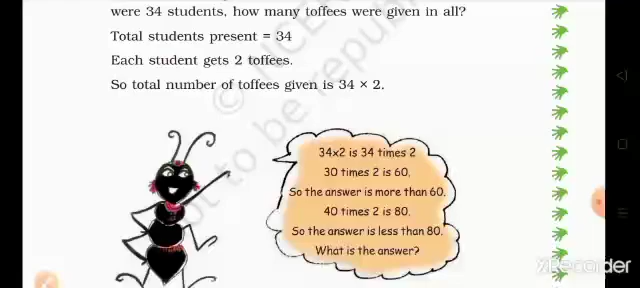 were 34 students, how many toffees were given in all?
Total students present = 34
Each student gets 2 toffees.
So total number of toffees given is 34 × 2.
34x2 is 34 times 2
30 times 2 is 60,
So the answer is more than 60.
40 times 2 is 80.
So the answer is less than 80.
What is the answer?